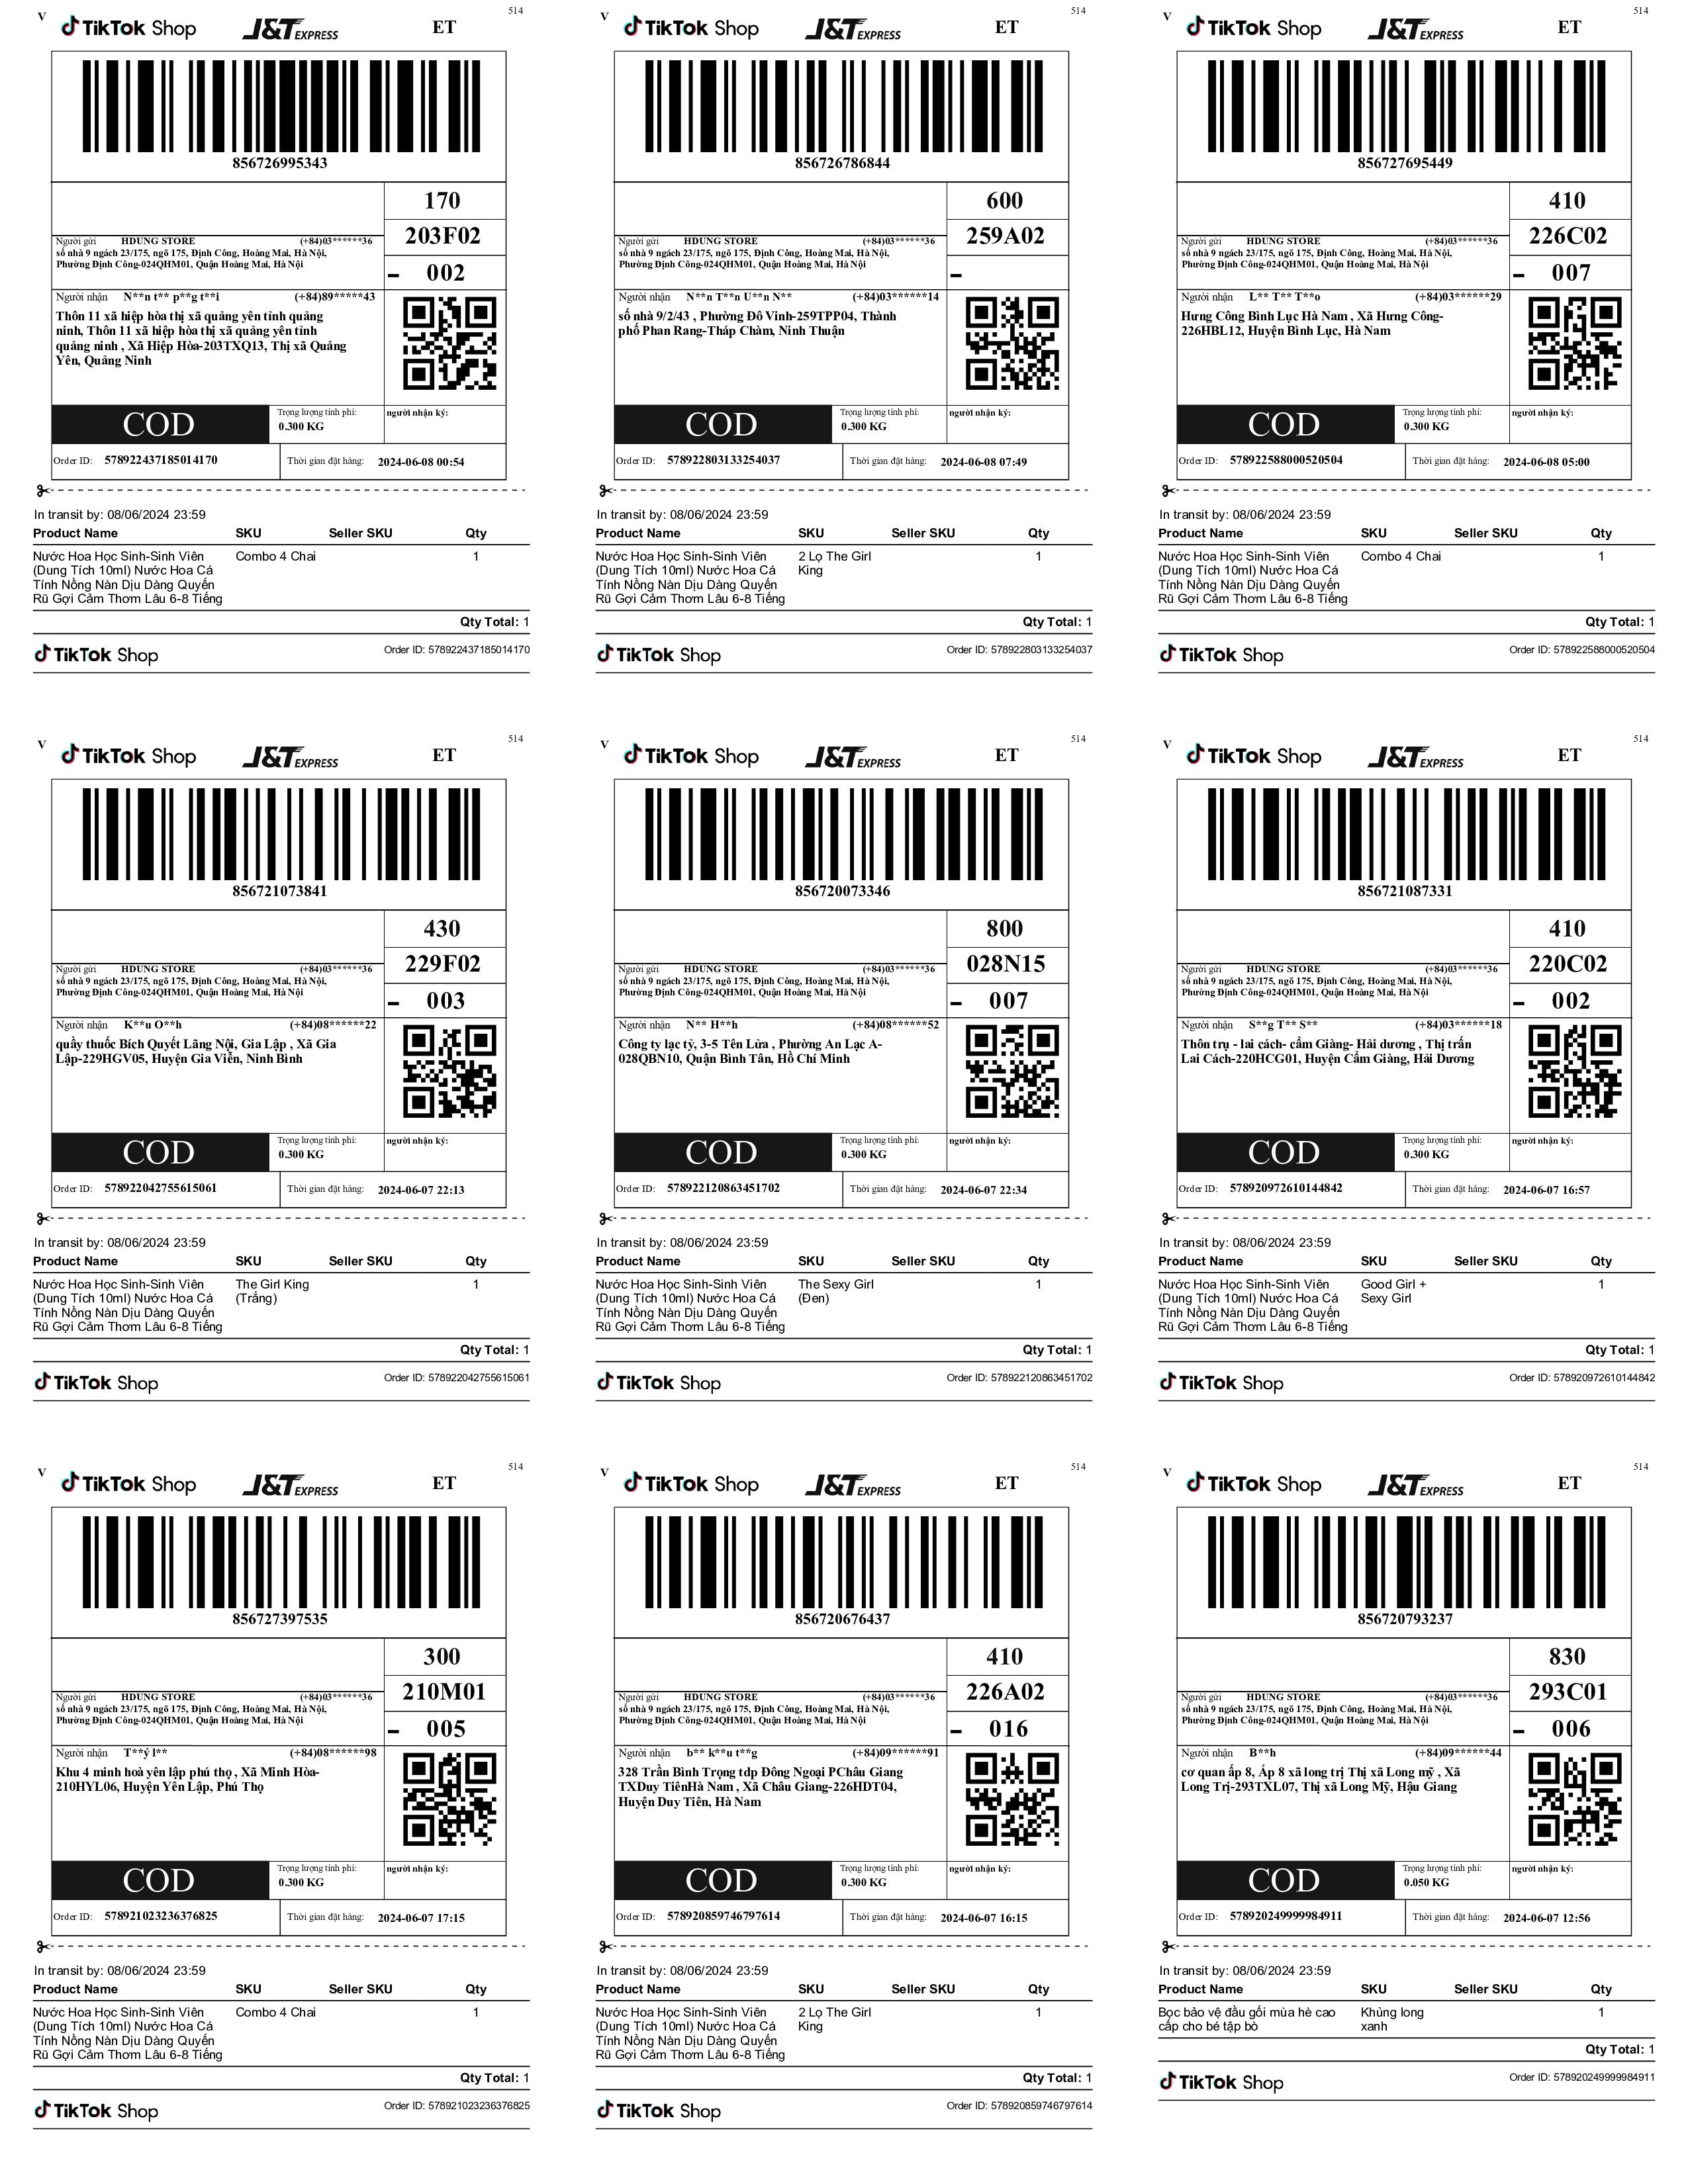 V TikTok Shop J&T EXPRESS ET 514
856726995343
170
203F02
Người gửi HDUNG STORE (+84)03******36
số nhà 9 ngách 23/175, ngõ 175, Định Công, Hoàng Mai, Hà Nội,
Phường Định Công-024QHM01, Quận Hoàng Mai, Hà Nội
– 002
Người nhận N**n t** p**g t**i (+84)89*****43
Thôn 11 xã hiệp hòa thị xã quảng yên tỉnh quảng
ninh, Thôn 11 xã hiệp hòa thị xã quảng yên tỉnh
quảng ninh , Xã Hiệp Hòa-203TXQ13, Thị xã Quảng
Yên, Quảng Ninh
COD
Trọng lượng tính phí:
0.300 KG
người nhận ký:
Order ID: 578922437185014170 Thời gian đặt hàng: 2024-06-08 00:54
In transit by: 08/06/2024 23:59
Product Name SKU Seller SKU Qty
Nước Hoa Học Sinh-Sinh Viên Combo 4 Chai 1
(Dung Tích 10ml) Nước Hoa Cá
Tính Nồng Nàn Dịu Dàng Quyến
Rũ Gợi Cảm Thơm Lâu 6-8 Tiếng
Qty Total: 1
TikTok Shop Order ID: 578922437185014170
V TikTok Shop J&T EXPRESS ET 514
856726786844
600
259A02
Người gửi HDUNG STORE (+84)03******36
số nhà 9 ngách 23/175, ngõ 175, Định Công, Hoàng Mai, Hà Nội,
Phường Định Công-024QHM01, Quận Hoàng Mai, Hà Nội
–
Người nhận N**n T**n U**n N** (+84)03******14
số nhà 9/2/43 , Phường Đô Vinh-259TPP04, Thành
phố Phan Rang-Tháp Chàm, Ninh Thuận
COD
Trọng lượng tính phí:
0.300 KG
người nhận ký:
Order ID: 578922803133254037 Thời gian đặt hàng: 2024-06-08 07:49
In transit by: 08/06/2024 23:59
Product Name SKU Seller SKU Qty
Nước Hoa Học Sinh-Sinh Viên 2 Lọ The Girl 1
(Dung Tích 10ml) Nước Hoa Cá King
Tính Nồng Nàn Dịu Dàng Quyến
Rũ Gợi Cảm Thơm Lâu 6-8 Tiếng
Qty Total: 1
TikTok Shop Order ID: 578922803133254037
V TikTok Shop J&T EXPRESS ET 514
856727695449
410
226C02
Người gửi HDUNG STORE (+84)03******36
số nhà 9 ngách 23/175, ngõ 175, Định Công, Hoàng Mai, Hà Nội,
Phường Định Công-024QHM01, Quận Hoàng Mai, Hà Nội
– 007
Người nhận L** T** T**o (+84)03******29
Hưng Công Bình Lục Hà Nam , Xã Hưng Công-
226HBL12, Huyện Bình Lục, Hà Nam
COD
Trọng lượng tính phí:
0.300 KG
người nhận ký:
Order ID: 578922588000520504 Thời gian đặt hàng: 2024-06-08 05:00
In transit by: 08/06/2024 23:59
Product Name SKU Seller SKU Qty
Nước Hoa Học Sinh-Sinh Viên Combo 4 Chai 1
(Dung Tích 10ml) Nước Hoa Cá
Tính Nồng Nàn Dịu Dàng Quyến
Rũ Gợi Cảm Thơm Lâu 6-8 Tiếng
Qty Total: 1
TikTok Shop Order ID: 578922588000520504
V TikTok Shop J&T EXPRESS ET 514
856721073841
430
229F02
Người gửi HDUNG STORE (+84)03******36
số nhà 9 ngách 23/175, ngõ 175, Định Công, Hoàng Mai, Hà Nội,
Phường Định Công-024QHM01, Quận Hoàng Mai, Hà Nội
– 003
Người nhận K**u O**h (+84)08******22
quầy thuốc Bích Quyết Lãng Nội, Gia Lập , Xã Gia
Lập-229HGV05, Huyện Gia Viễn, Ninh Bình
COD
Trọng lượng tính phí:
0.300 KG
người nhận ký:
Order ID: 578922042755615061 Thời gian đặt hàng: 2024-06-07 22:13
In transit by: 08/06/2024 23:59
Product Name SKU Seller SKU Qty
Nước Hoa Học Sinh-Sinh Viên The Girl King 1
(Dung Tích 10ml) Nước Hoa Cá (Trắng)
Tính Nồng Nàn Dịu Dàng Quyến
Rũ Gợi Cảm Thơm Lâu 6-8 Tiếng
Qty Total: 1
TikTok Shop Order ID: 578922042755615061
V TikTok Shop J&T EXPRESS ET 514
856720073346
800
028N15
Người gửi HDUNG STORE (+84)03******36
số nhà 9 ngách 23/175, ngõ 175, Định Công, Hoàng Mai, Hà Nội,
Phường Định Công-024QHM01, Quận Hoàng Mai, Hà Nội
– 007
Người nhận N** H**h (+84)08******52
Công ty lạc tỷ, 3-5 Tên Lửa , Phường An Lạc A-
028QBN10, Quận Bình Tân, Hồ Chí Minh
COD
Trọng lượng tính phí:
0.300 KG
người nhận ký:
Order ID: 578922120863451702 Thời gian đặt hàng: 2024-06-07 22:34
In transit by: 08/06/2024 23:59
Product Name SKU Seller SKU Qty
Nước Hoa Học Sinh-Sinh Viên The Sexy Girl 1
(Dung Tích 10ml) Nước Hoa Cá (Đen)
Tính Nồng Nàn Dịu Dàng Quyến
Rũ Gợi Cảm Thơm Lâu 6-8 Tiếng
Qty Total: 1
TikTok Shop Order ID: 578922120863451702
V TikTok Shop J&T EXPRESS ET 514
856721087331
410
220C02
Người gửi HDUNG STORE (+84)03******36
số nhà 9 ngách 23/175, ngõ 175, Định Công, Hoàng Mai, Hà Nội,
Phường Định Công-024QHM01, Quận Hoàng Mai, Hà Nội
– 002
Người nhận S**g T** S** (+84)03******18
Thôn trụ - lai cách- cẩm Giàng- Hải dương , Thị trấn
Lai Cách-220HCG01, Huyện Cẩm Giàng, Hải Dương
COD
Trọng lượng tính phí:
0.300 KG
người nhận ký:
Order ID: 578920972610144842 Thời gian đặt hàng: 2024-06-07 16:57
In transit by: 08/06/2024 23:59
Product Name SKU Seller SKU Qty
Nước Hoa Học Sinh-Sinh Viên Good Girl + 1
(Dung Tích 10ml) Nước Hoa Cá Sexy Girl
Tính Nồng Nàn Dịu Dàng Quyến
Rũ Gợi Cảm Thơm Lâu 6-8 Tiếng
Qty Total: 1
TikTok Shop Order ID: 578920972610144842
V TikTok Shop J&T EXPRESS ET 514
856727397535
300
210M01
Người gửi HDUNG STORE (+84)03******36
số nhà 9 ngách 23/175, ngõ 175, Định Công, Hoàng Mai, Hà Nội,
Phường Định Công-024QHM01, Quận Hoàng Mai, Hà Nội
– 005
Người nhận T**ý l** (+84)08******98
Khu 4 minh hoà yên lập phú thọ , Xã Minh Hòa-
210HYL06, Huyện Yên Lập, Phú Thọ
COD
Trọng lượng tính phí:
0.300 KG
người nhận ký:
Order ID: 578921023236376825 Thời gian đặt hàng: 2024-06-07 17:15
In transit by: 08/06/2024 23:59
Product Name SKU Seller SKU Qty
Nước Hoa Học Sinh-Sinh Viên Combo 4 Chai 1
(Dung Tích 10ml) Nước Hoa Cá
Tính Nồng Nàn Dịu Dàng Quyến
Rũ Gợi Cảm Thơm Lâu 6-8 Tiếng
Qty Total: 1
TikTok Shop Order ID: 578921023236376825
V TikTok Shop J&T EXPRESS ET 514
856720676437
410
226A02
Người gửi HDUNG STORE (+84)03******36
số nhà 9 ngách 23/175, ngõ 175, Định Công, Hoàng Mai, Hà Nội,
Phường Định Công-024QHM01, Quận Hoàng Mai, Hà Nội
– 016
Người nhận b** k**u t**g (+84)09******91
328 Trần Bình Trọng tdp Đông Ngoại PChâu Giang
TXDuy TiênHà Nam , Xã Châu Giang-226HDT04,
Huyện Duy Tiên, Hà Nam
COD
Trọng lượng tính phí:
0.300 KG
người nhận ký:
Order ID: 578920859746797614 Thời gian đặt hàng: 2024-06-07 16:15
In transit by: 08/06/2024 23:59
Product Name SKU Seller SKU Qty
Nước Hoa Học Sinh-Sinh Viên 2 Lọ The Girl 1
(Dung Tích 10ml) Nước Hoa Cá King
Tính Nồng Nàn Dịu Dàng Quyến
Rũ Gợi Cảm Thơm Lâu 6-8 Tiếng
Qty Total: 1
TikTok Shop Order ID: 578920859746797614
V TikTok Shop J&T EXPRESS ET 514
856720793237
830
293C01
Người gửi HDUNG STORE (+84)03******36
số nhà 9 ngách 23/175, ngõ 175, Định Công, Hoàng Mai, Hà Nội,
Phường Định Công-024QHM01, Quận Hoàng Mai, Hà Nội
– 006
Người nhận B**h (+84)09******44
cơ quan ấp 8, Ấp 8 xã long trị Thị xã Long mỹ , Xã
Long Trị-293TXL07, Thị xã Long Mỹ, Hậu Giang
COD
Trọng lượng tính phí:
0.050 KG
người nhận ký:
Order ID: 578920249999984911 Thời gian đặt hàng: 2024-06-07 12:56
In transit by: 08/06/2024 23:59
Product Name SKU Seller SKU Qty
Bọc bảo vệ đầu gối mùa hè cao Khủng long 1
cấp cho bé tập bò xanh
Qty Total: 1
TikTok Shop Order ID: 578920249999984911